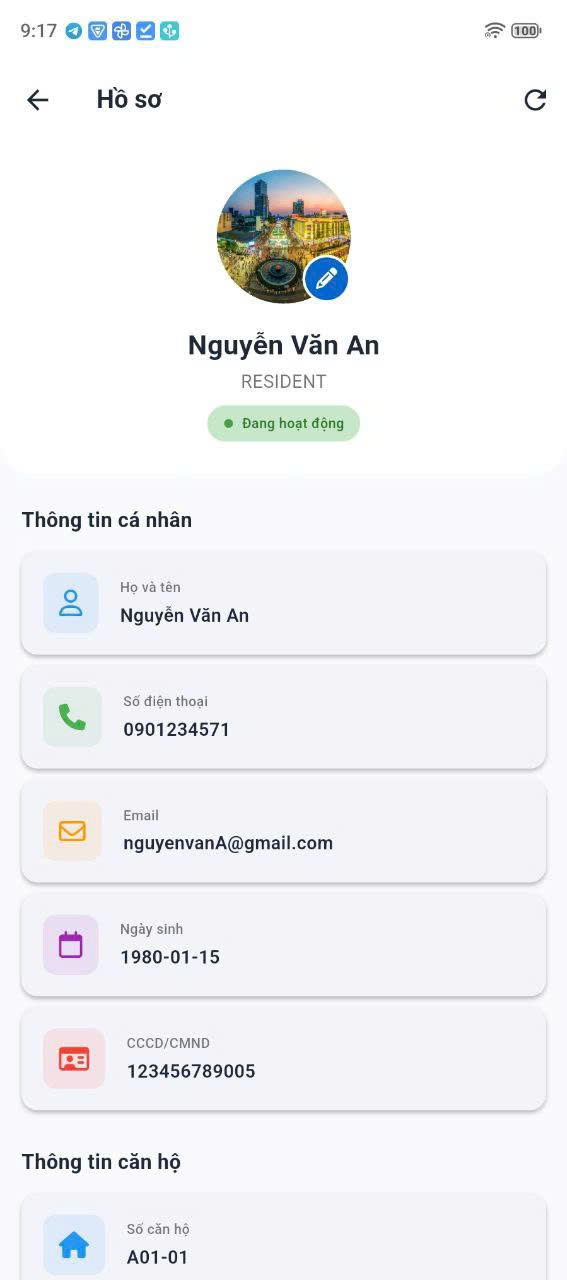 9:17
100
Hồ sơ
Nguyễn Văn An
RESIDENT
Đang hoạt động
Thông tin cá nhân
Họ và tên
Nguyễn Văn An
Số điện thoại
0901234571
Email
nguyenvanA@gmail.com
Ngày sinh
1980-01-15
CCCD/CMND
123456789005
Thông tin căn hộ
Số căn hộ
A01-01